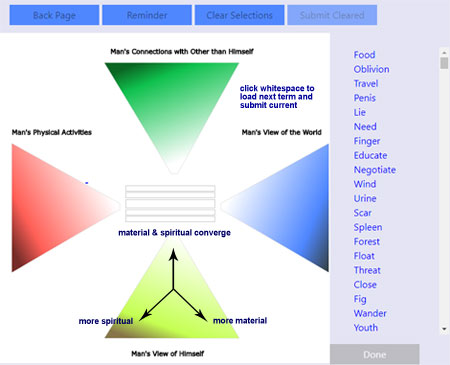 Back Page
Reminder
Clear Selections
Submit Cleared
Man's Connections with Other than Himself
click whitespace to
load next term and
submit current
Man's Physical Activities
Man's View of the World
material & spiritual converge
more spiritual
more material
Man's View of Himself
Food
Oblivion
Travel
Penis
Lie
Need
Finger
Educate
Negotiate
Wind
Urine
Scar
Spleen
Forest
Float
Threat
Close
Fig
Wander
Youth
Done